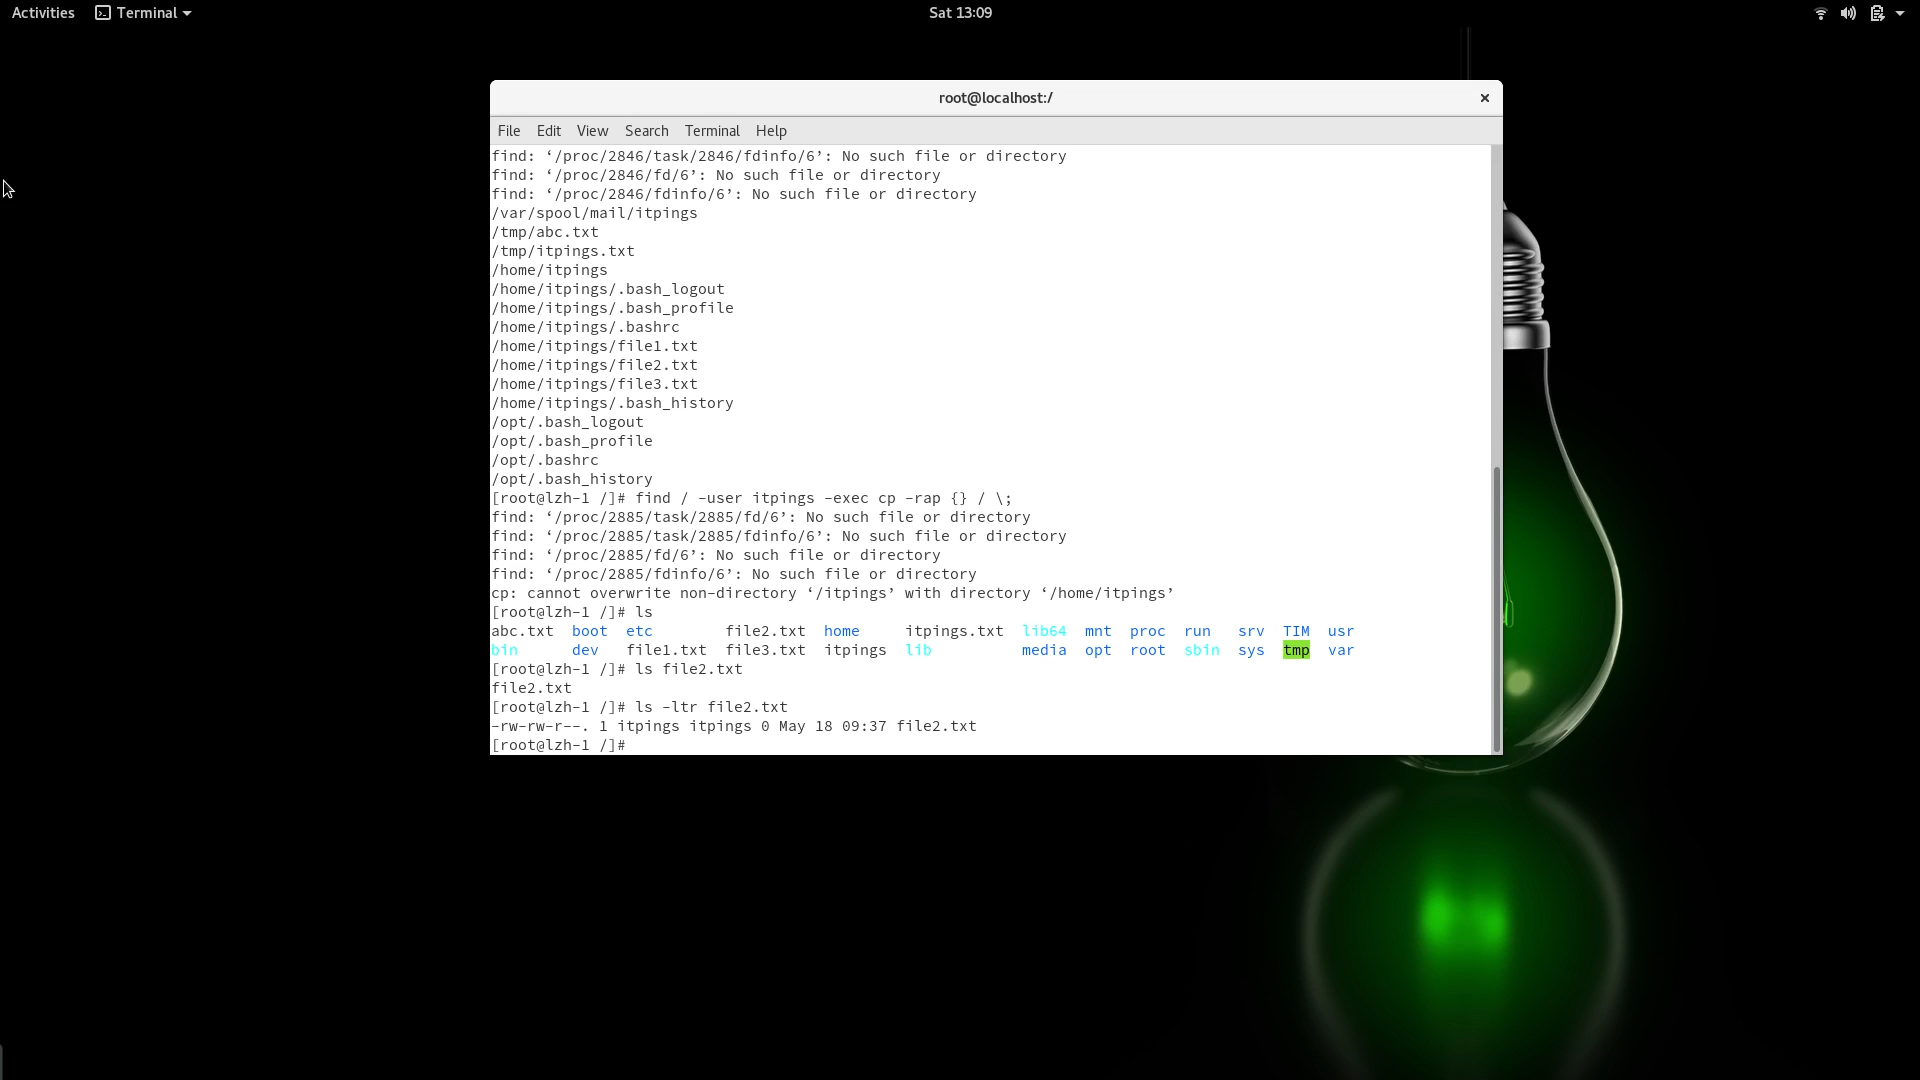 Activities Terminal Sat 13:09
root@localhost:/
File Edit View Search Terminal Help
find: ‘/proc/2846/task/2846/fdinfo/6’: No such file or directory
find: ‘/proc/2846/fd/6’: No such file or directory
find: ‘/proc/2846/fdinfo/6’: No such file or directory
/var/spool/mail/itpings
/tmp/abc.txt
/tmp/itpings.txt
/home/itpings
/home/itpings/.bash_logout
/home/itpings/.bash_profile
/home/itpings/.bashrc
/home/itpings/file1.txt
/home/itpings/file2.txt
/home/itpings/file3.txt
/home/itpings/.bash_history
/opt/.bash_logout
/opt/.bash_profile
/opt/.bashrc
/opt/.bash_history
[root@lzh-1 /]# find / -user itpings -exec cp -rap {} / \;
find: ‘/proc/2885/task/2885/fd/6’: No such file or directory
find: ‘/proc/2885/task/2885/fdinfo/6’: No such file or directory
find: ‘/proc/2885/fd/6’: No such file or directory
find: ‘/proc/2885/fdinfo/6’: No such file or directory
cp: cannot overwrite non-directory ‘/itpings’ with directory ‘/home/itpings’
[root@lzh-1 /]# ls
abc.txt  boot  etc        file2.txt  home     itpings.txt  lib64  mnt  proc  run   srv  TIM  usr
bin      dev   file1.txt  file3.txt  itpings  lib          media  opt  root  sbin  sys  tmp  var
[root@lzh-1 /]# ls file2.txt
file2.txt
[root@lzh-1 /]# ls -ltr file2.txt
-rw-rw-r--. 1 itpings itpings 0 May 18 09:37 file2.txt
[root@lzh-1 /]#